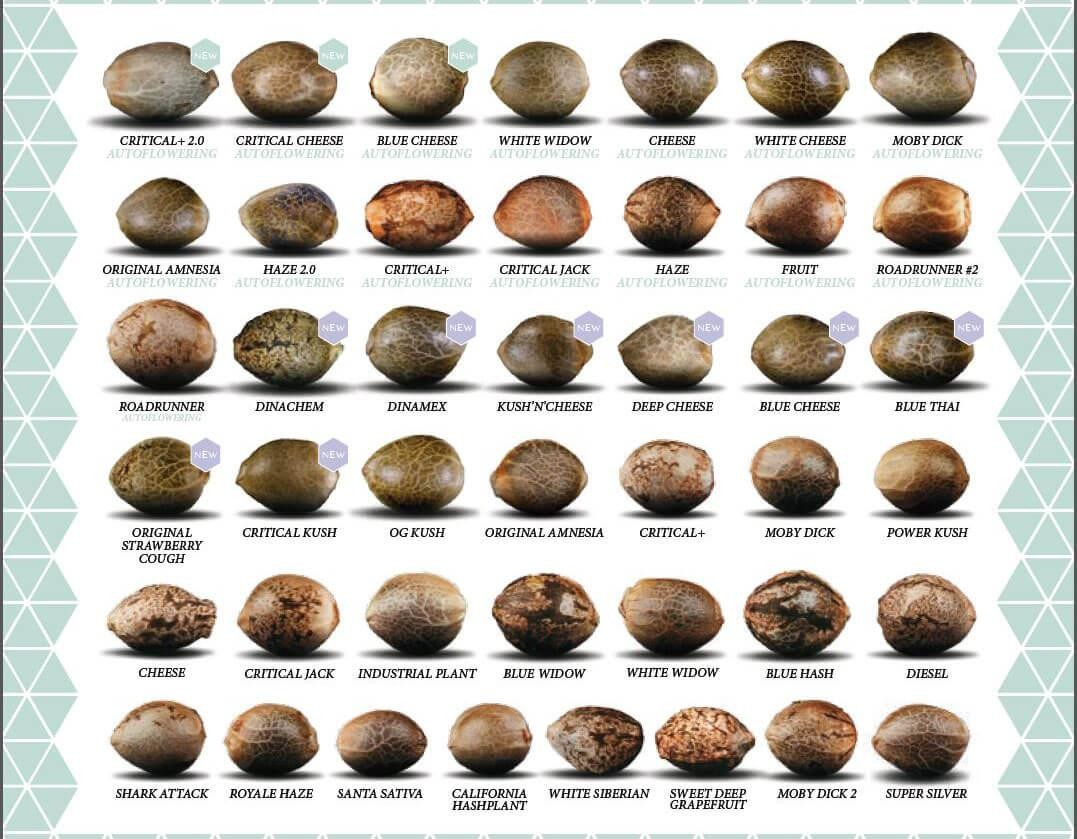 NEW NEW NEW
CRITICAL+ 2.0 CRITICAL CHEESE BLUE CHEESE WHITE WIDOW CHEESE WHITE CHEESE MOBY DICK
AUTOFLOWERING AUTOFLOWERING AUTOFLOWERING AUTOFLOWERING AUTOFLOWERING AUTOFLOWERING AUTOFLOWERING
ORIGINAL AMNESIA HAZE 2.0 CRITICAL+ CRITICAL JACK HAZE FRUIT ROADRUNNER #2
AUTOFLOWERING AUTOFLOWERING AUTOFLOWERING AUTOFLOWERING AUTOFLOWERING AUTOFLOWERING AUTOFLOWERING
NEW NEW NEW NEW NEW NEW
ROADRUNNER DINACHEM DINAMEX KUSH'N'CHEESE DEEP CHEESE BLUE CHEESE BLUE THAI
AUTOFLOWERING
NEW NEW
ORIGINAL CRITICAL KUSH OG KUSH ORIGINAL AMNESIA CRITICAL+ MOBY DICK POWER KUSH
STRAWBERRY
COUGH
CHEESE CRITICAL JACK INDUSTRIAL PLANT BLUE WIDOW WHITE WIDOW BLUE HASH DIESEL
SHARK ATTACK ROYALE HAZE SANTA SATIVA CALIFORNIA WHITE SIBERIAN SWEET DEEP MOBY DICK 2 SUPER SILVER
HASHPLANT GRAPEFRUIT